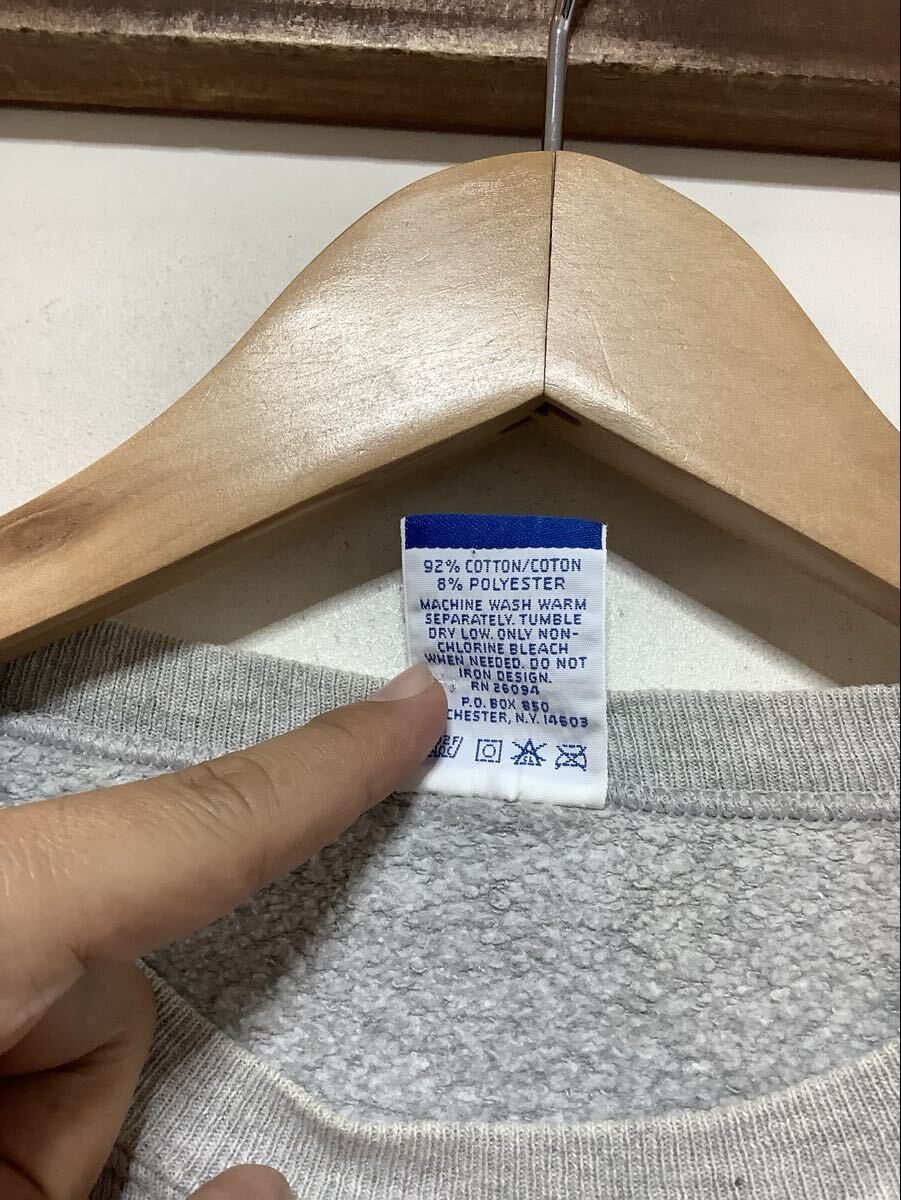 92% COTTON/COTON
8% POLYESTER
MACHINE WASH WARM
SEPARATELY. TUMBLE
DRY LOW. ONLY NON-
CHLORINE BLEACH
WHEN NEEDED. DO NOT
IRON DESIGN.
RN 26094
P.O. BOX 850
CHESTER, N.Y. 14603